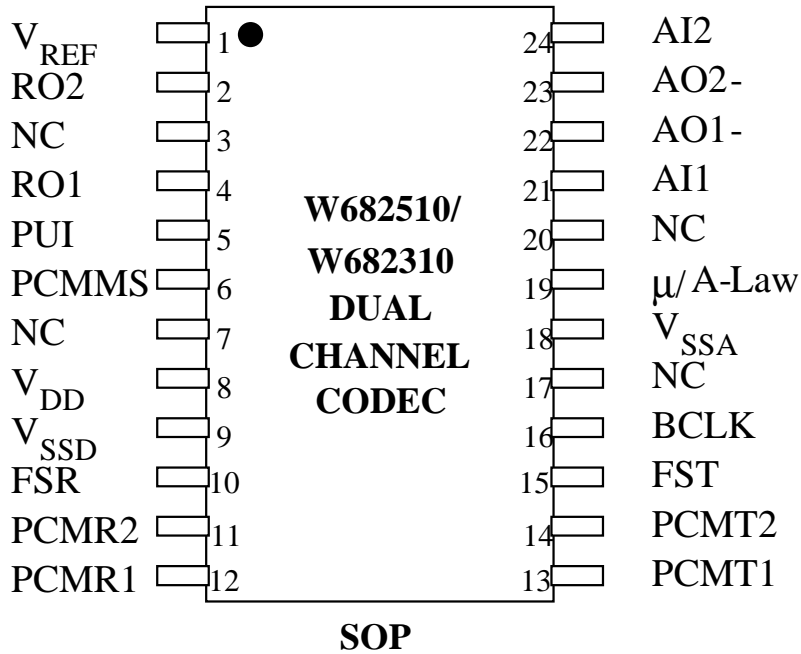 VREF 1 24 AI2
RO2 2 23 AO2-
NC 3 22 AO1-
RO1 4 21 AI1
PUI 5 20 NC
PCMMS 6 19 μ/A-Law
NC 7 18 VSSA
VDD 8 17 NC
VSSD 9 16 BCLK
FSR 10 15 FST
PCMR2 11 14 PCMT2
PCMR1 12 13 PCMT1
W682510/
W682310
DUAL
CHANNEL
CODEC
SOP